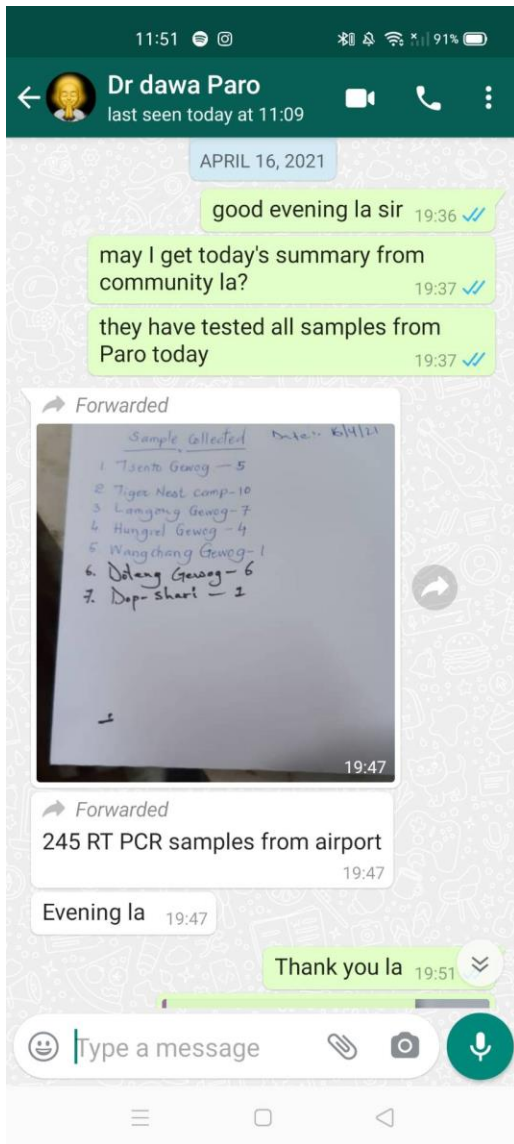 11:51
91%
Dr dawa Paro
last seen today at 11:09
APRIL 16, 2021
good evening la sir 19:36
may I get today's summary from
community la?
19:37
they have tested all samples from
Paro today
19:37
Forwarded
Sample Collected Date:- 16/4/21
1 Tsento Gewog - 5
2 Tiger Nest camp-10
3 Lamgong Gewog-7
4 Hungrel Gewog - 4
5. Wangchang Gewog-1
6. Doteng Gewog- 6
7. Dop-Shari - 1
19:47
Forwarded
245 RT PCR samples from airport
19:47
Evening la 19:47
Thank you la 19:51
Type a message